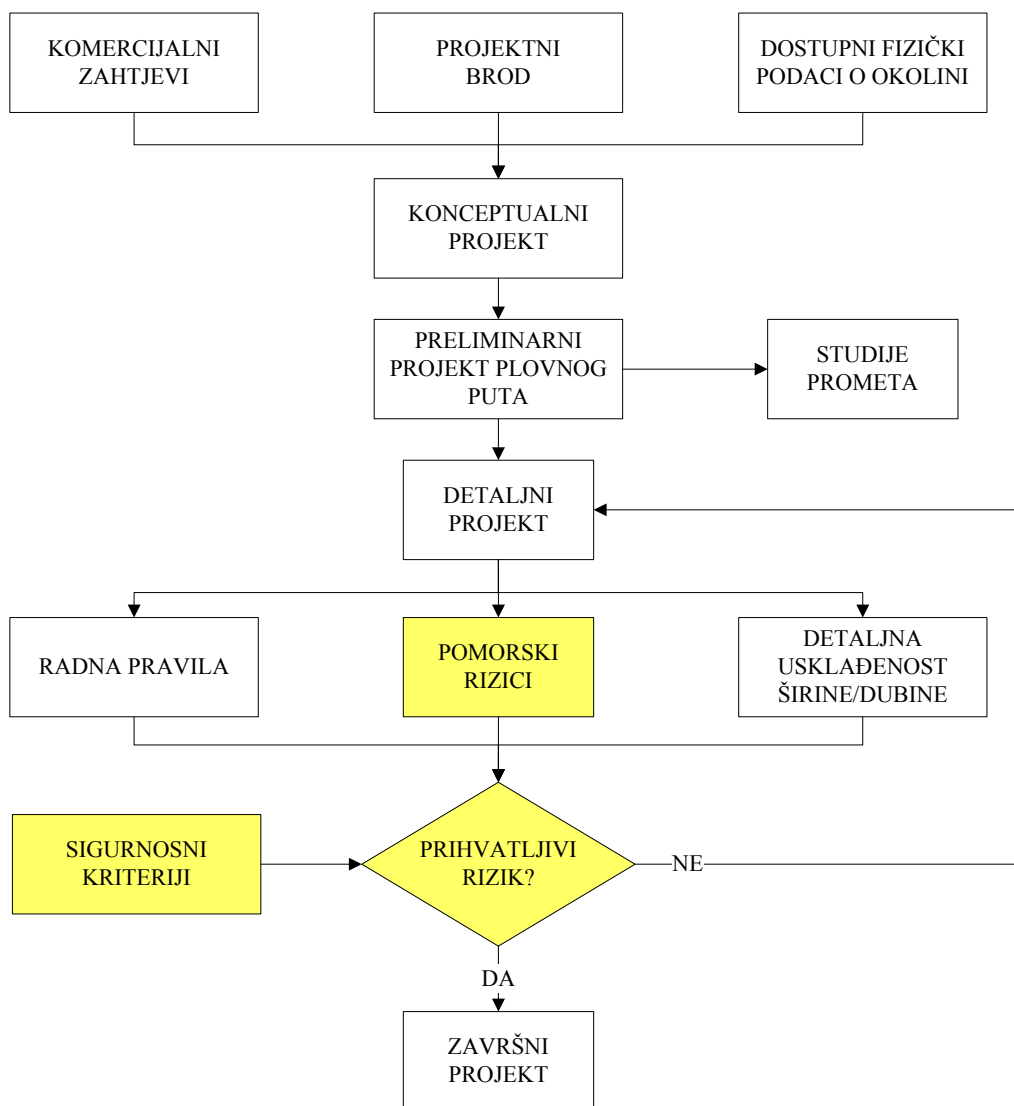 KOMERCIJALNI
ZAHTJEVI
PROJEKTNI
BROD
DOSTUPNI FIZIČKI
PODACI O OKOLINI
KONCEPTUALNI
PROJEKT
PRELIMINARNI
PROJEKT PLOVNOG
PUTA
STUDIJE
PROMETA
DETALJNI
PROJEKT
RADNA PRAVILA
POMORSKI
RIZICI
DETALJNA
USKLAĐENOST
ŠIRINE/DUBINE
SIGURNOSNI
KRITERIJI
PRIHVATLJIVI
RIZIK?
NE
DA
ZAVRŠNI
PROJEKT